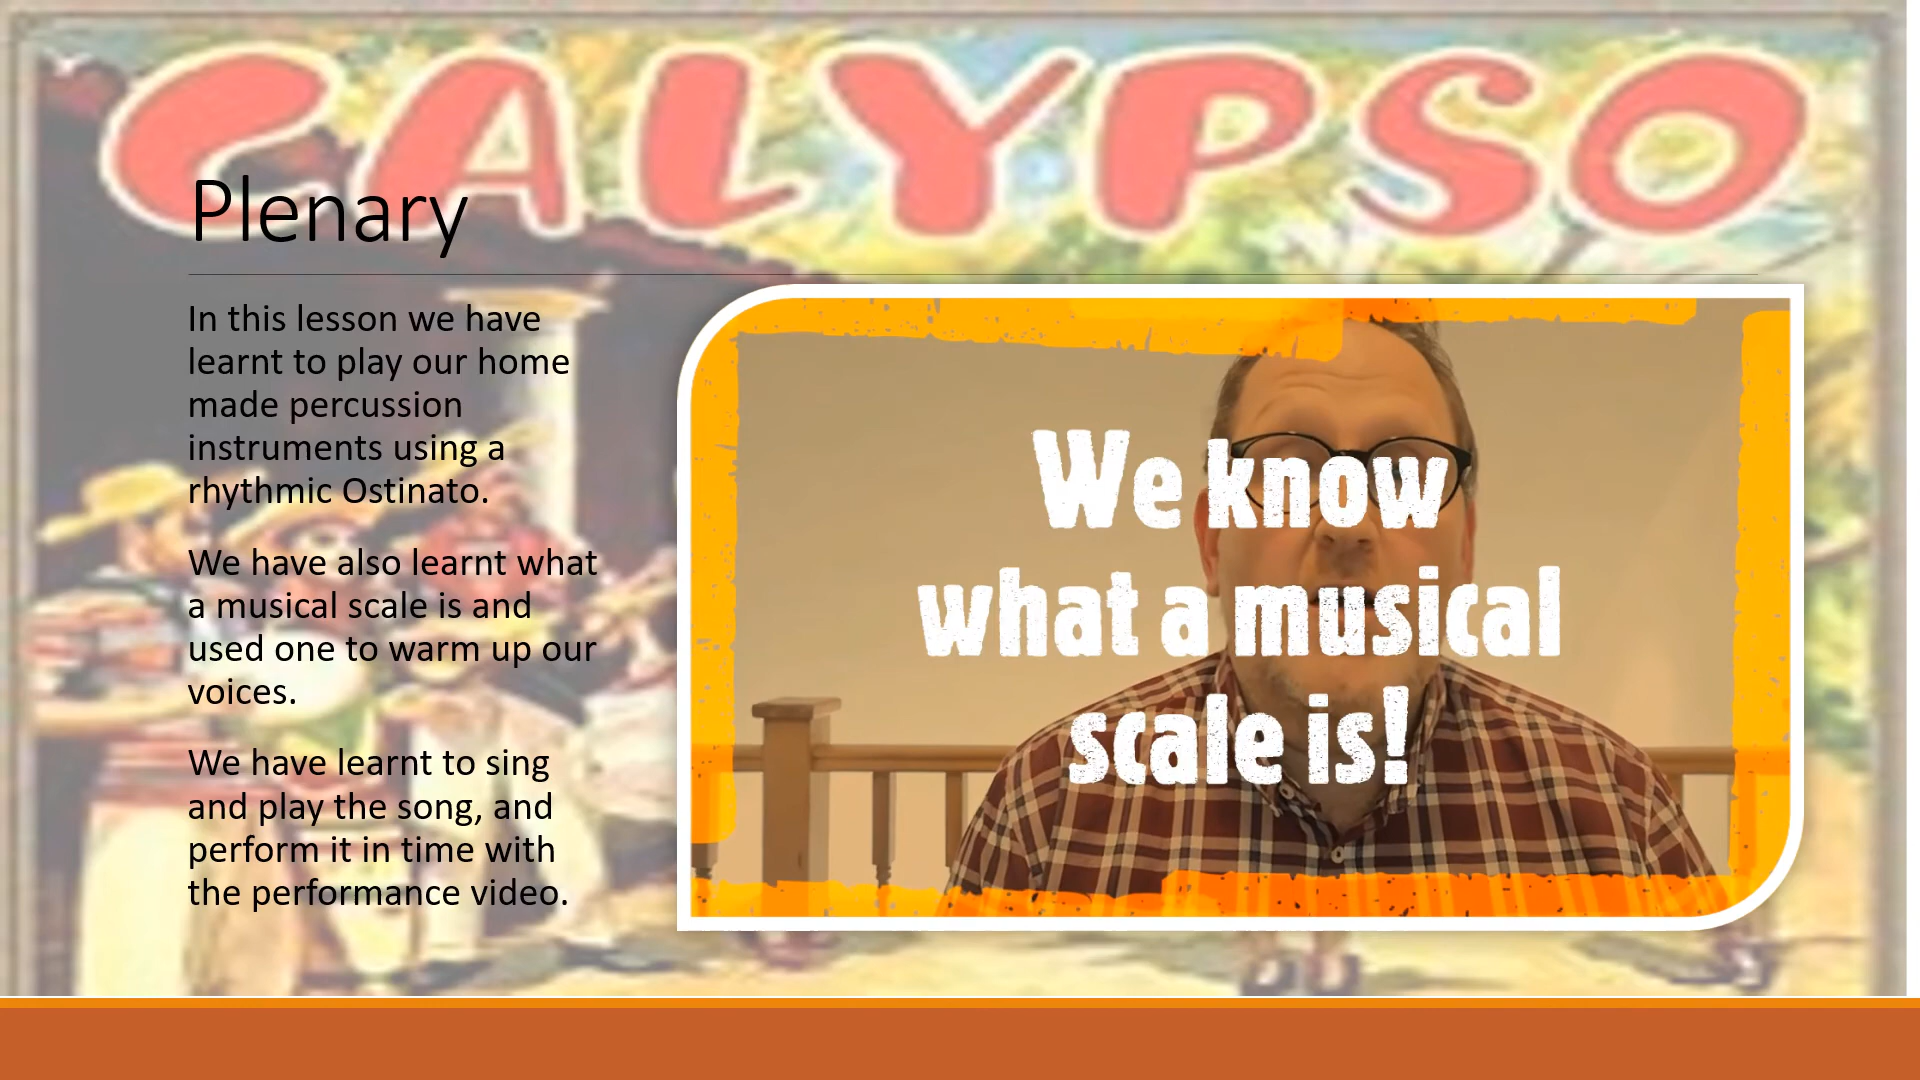 CALYPSO
Plenary
In this lesson we have
learnt to play our home
made percussion
instruments using a
rhythmic Ostinato.
We have also learnt what
a musical scale is and
used one to warm up our
voices.
We have learnt to sing
and play the song, and
perform it in time with
the performance video.
We know
what a musical
scale is!